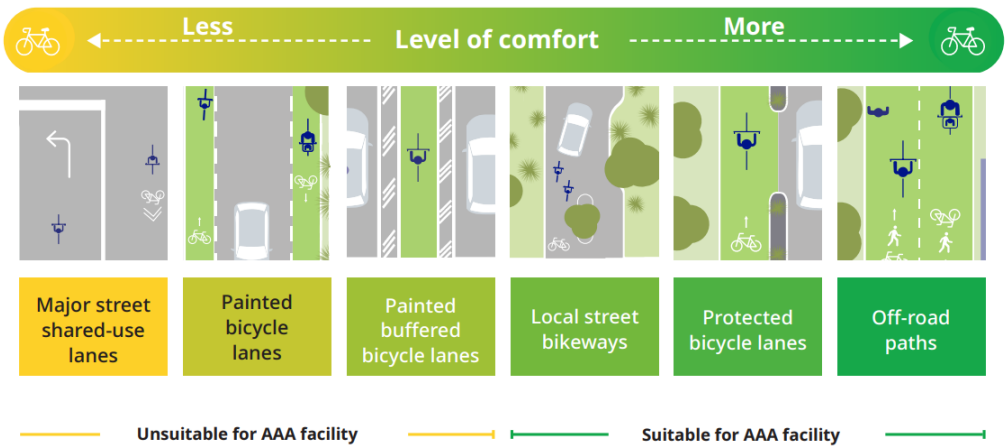 Less
Level of comfort
More
Major street
shared-use
lanes
Painted
bicycle
lanes
Painted
buffered
bicycle lanes
Local street
bikeways
Protected
bicycle lanes
Off-road
paths
Unsuitable for AAA facility
Suitable for AAA facility